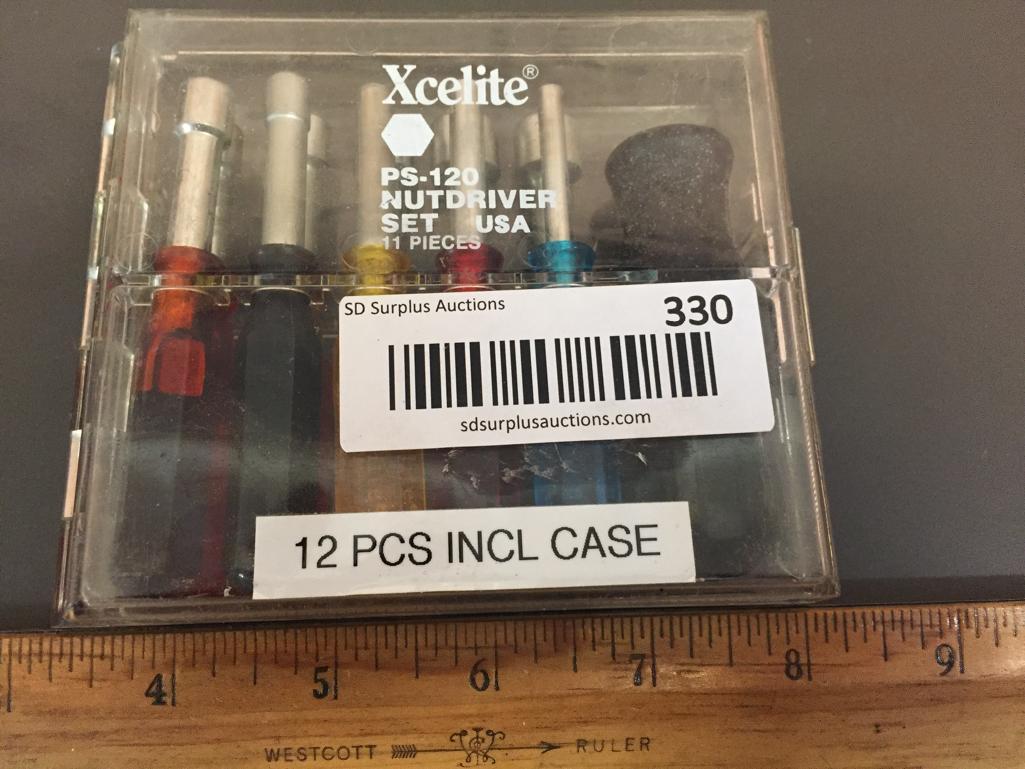 Xcelite®
PS-120
NUTDRIVER
SET USA
11 PIECES
SD Surplus Auctions 330
sdsurplusauctions.com
12 PCS INCL CASE
4 5 6 7 8 9
WESTCOTT RULER